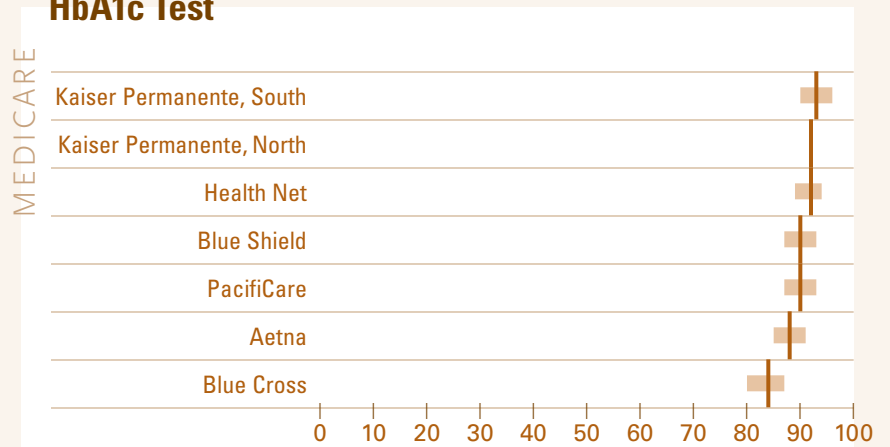 HbA1c Test
MEDICARE
Kaiser Permanente, South
Kaiser Permanente, North
Health Net
Blue Shield
PacifiCare
Aetna
Blue Cross
0 10 20 30 40 50 60 70 80 90 100